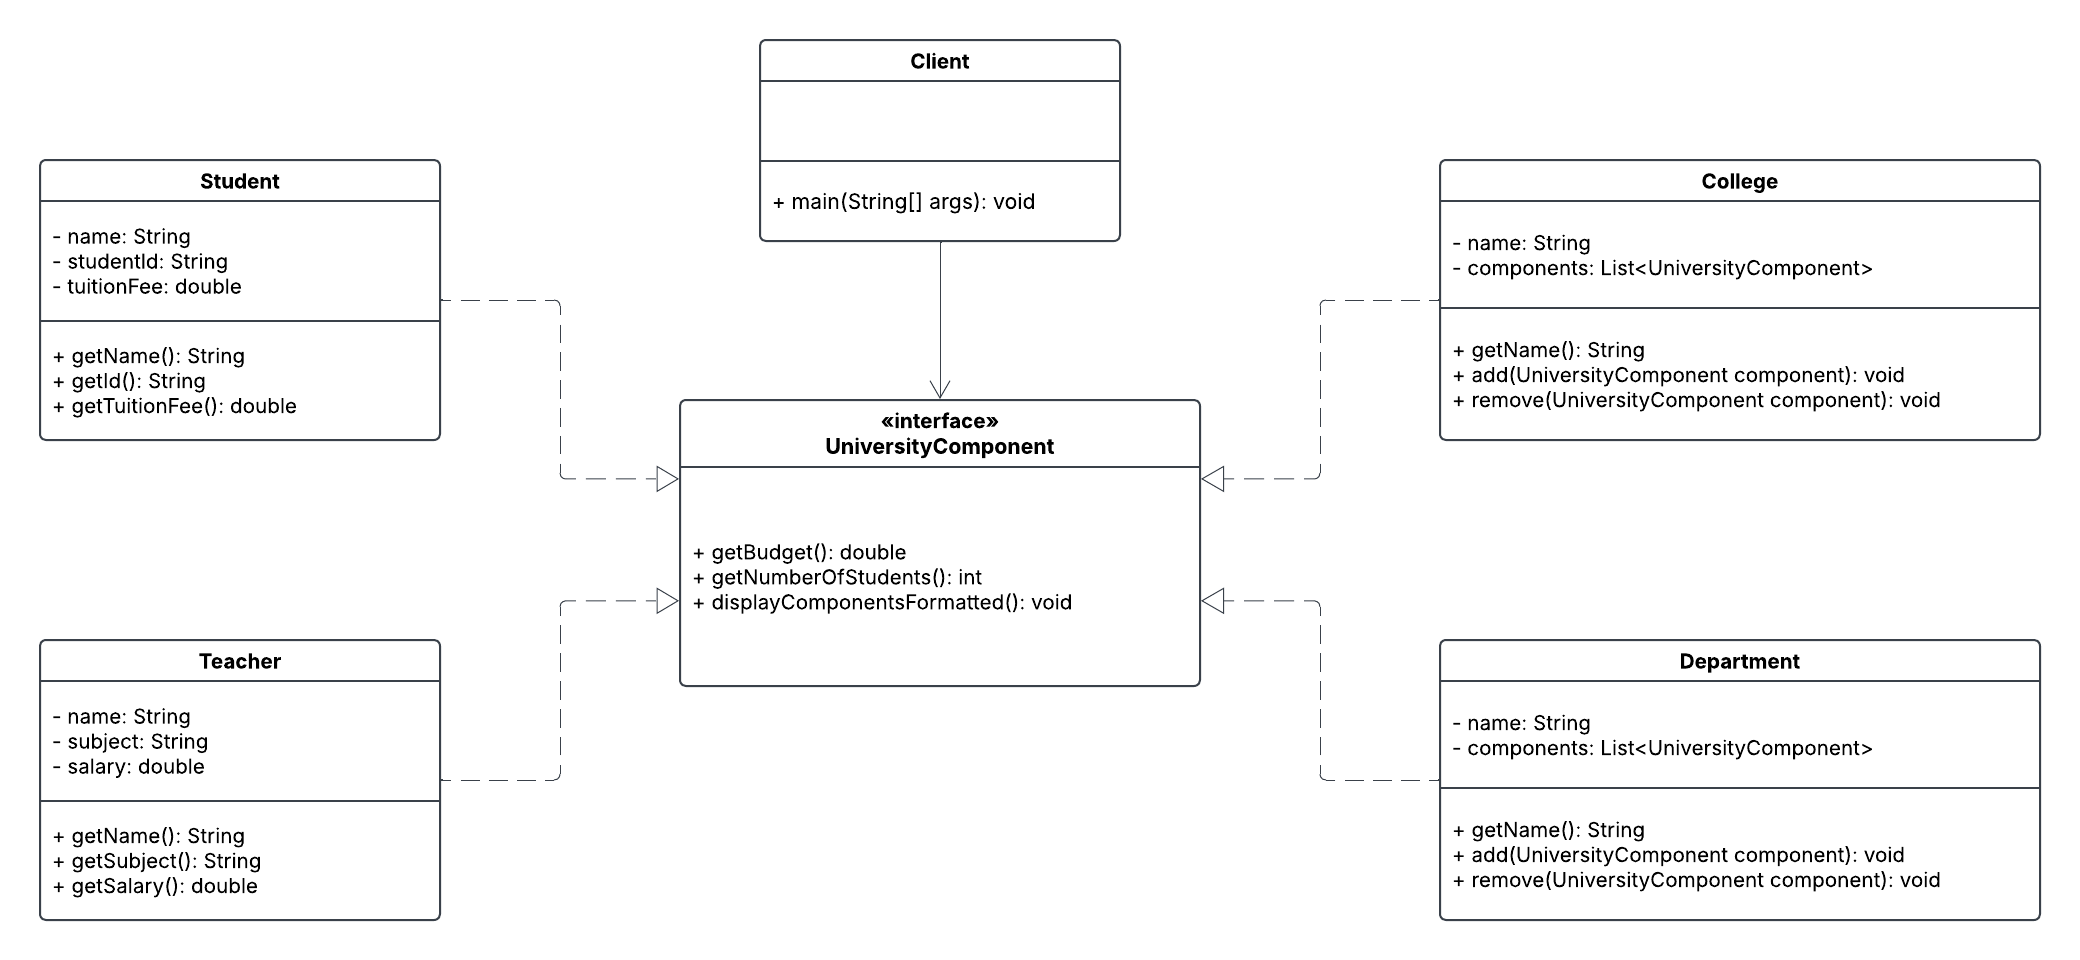 Client
+ main(String[] args): void
Student
- name: String
- studentId: String
- tuitionFee: double
+ getName(): String
+ getId(): String
+ getTuitionFee(): double
College
- name: String
- components: List<UniversityComponent>
+ getName(): String
+ add(UniversityComponent component): void
+ remove(UniversityComponent component): void
«interface»
UniversityComponent
+ getBudget(): double
+ getNumberOfStudents(): int
+ displayComponentsFormatted(): void
Teacher
- name: String
- subject: String
- salary: double
+ getName(): String
+ getSubject(): String
+ getSalary(): double
Department
- name: String
- components: List<UniversityComponent>
+ getName(): String
+ add(UniversityComponent component): void
+ remove(UniversityComponent component): void